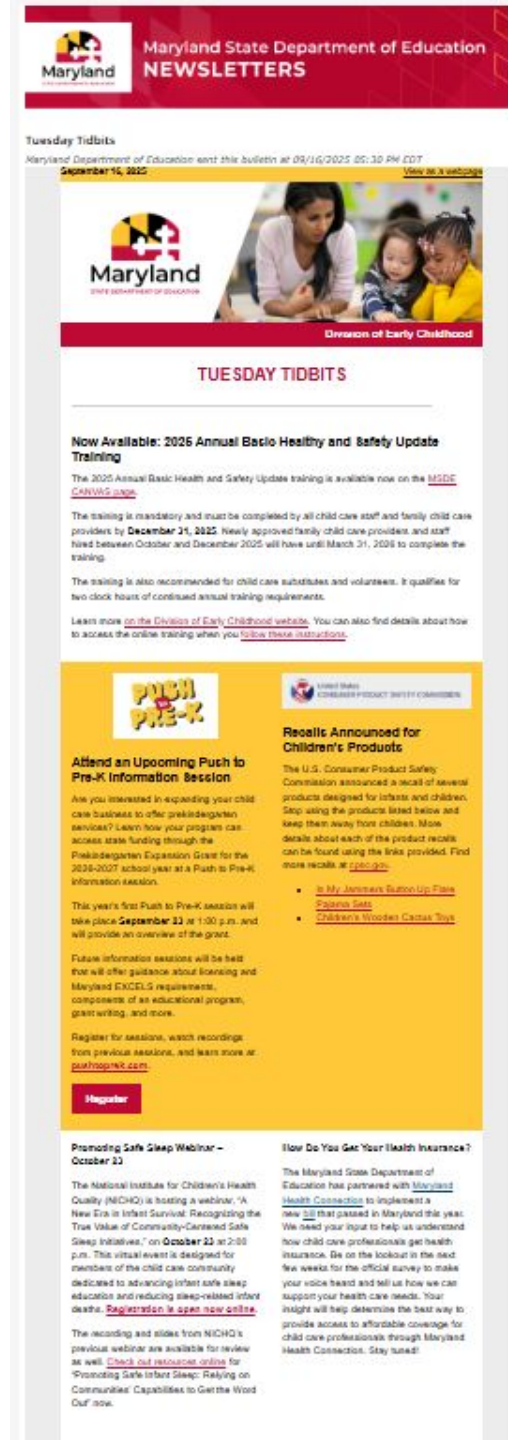 Maryland
Maryland State Department of Education
NEWSLETTERS
Tuesday Tidbits
Maryland Department of Education sent this bulletin at 09/16/2025 05:30 PM EDT
September 16, 2025
View as a webpage
Maryland
STATE DEPARTMENT OF EDUCATION
Division of Early Childhood
TUESDAY TIDBITS
Now Available: 2025 Annual Basic Healthy and Safety Update
Training
The 2025 Annual Basic Health and Safety Update training is available now on the MSDE
CANVAS page.
The training is mandatory and must be completed by all child care staff and family child care
providers by December 31, 2025. Newly approved family child care providers and staff
hired between October and December 2025 will have until March 31, 2026 to complete the
training.
The training is also recommended for child care substitutes and volunteers. It qualifies for
two clock hours of continued annual training requirements.
Learn more on the Division of Early Childhood website. You can also find details about how
to access the online training when you follow these instructions.
PUSH
TO
PRE-K
Attend an Upcoming Push to
Pre-K Information Session
Are you interested in expanding your child
care business to offer prekindergarten
services? Learn how your program can
access state funding through the
Prekindergarten Expansion Grant for the
2026-2027 school year at a Push to Pre-K
information session.
This year's first Push to Pre-K session will
take place September 23 at 1:00 p.m. and
will provide an overview of the grant.
Future information sessions will be held
that will offer guidance about licensing and
Maryland EXCELS requirements,
components of an educational program,
grant writing, and more.
Register for sessions, watch recordings
from previous sessions, and learn more at
pushtoprek.com.
Register
United States
CONSUMER PRODUCT SAFETY COMMISSION
Recalls Announced for
Children's Products
The U.S. Consumer Product Safety
Commission announced a recall of several
products designed for infants and children.
Stop using the products listed below and
keep them away from children. More
details about each of the product recalls
can be found using the links provided. Find
more recalls at cpsc.gov.
In My Jammers Button Up Flare
Pajama Sets
Children's Wooden Cactus Toys
Promoting Safe Sleep Webinar –
October 23
The National Institute for Children's Health
Quality (NICHQ) is hosting a webinar, "A
New Era in Infant Survival: Recognizing the
True Value of Community-Centered Safe
Sleep Initiatives," on October 23 at 2:00
p.m. This virtual event is designed for
members of the child care community
dedicated to advancing infant safe sleep
education and reducing sleep-related infant
deaths. Registration is open now online.
The recording and slides from NICHQ's
previous webinar are available for review
as well. Check out resources online for
"Promoting Safe Infant Sleep: Relying on
Communities' Capabilities to Get the Word
Out" now.
How Do You Get Your Health Insurance?
The Maryland State Department of
Education has partnered with Maryland
Health Connection to implement a
new bill that passed in Maryland this year.
We need your input to help us understand
how child care professionals get health
insurance. Be on the lookout in the next
few weeks for the official survey to make
your voice heard and tell us how we can
support your health care needs. Your
insight will help determine the best way to
provide access to affordable coverage for
child care professionals through Maryland
Health Connection. Stay tuned!